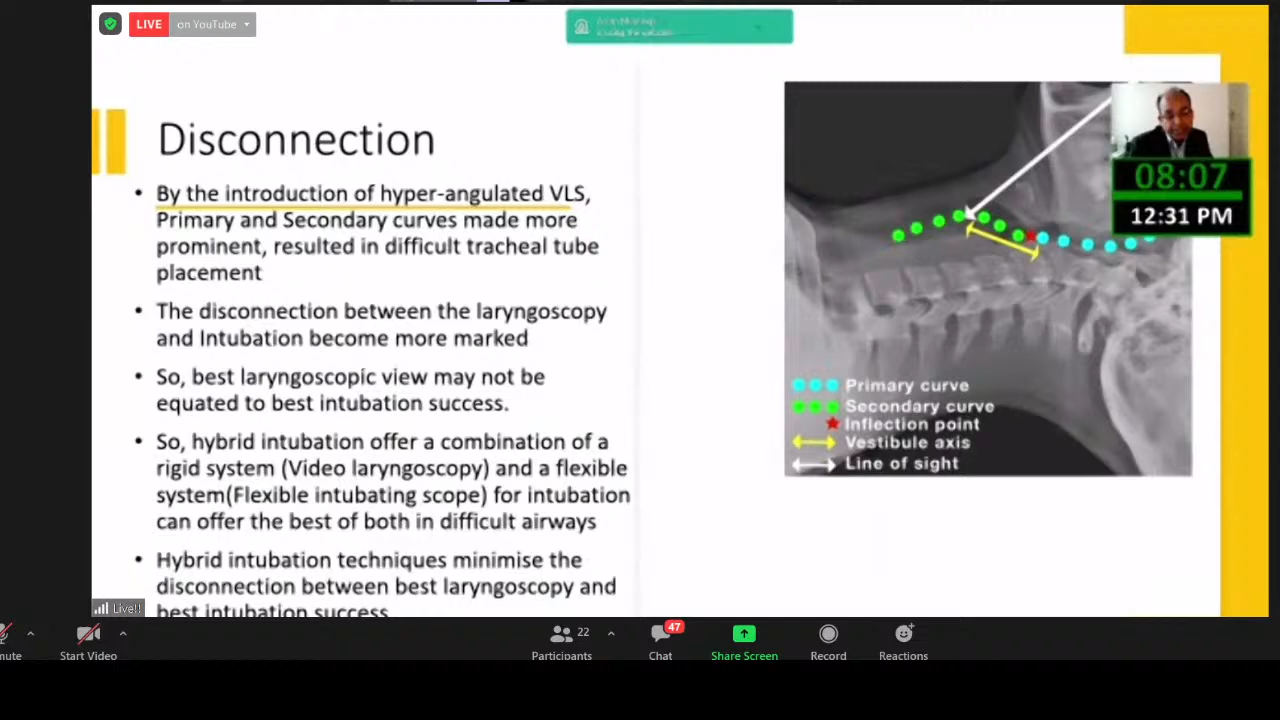 LIVE on YouTube
Disconnection
• By the introduction of hyper-angulated VLS,
Primary and Secondary curves made more
prominent, resulted in difficult tracheal tube
placement
• The disconnection between the laryngoscopy
and Intubation become more marked
• So, best laryngoscopic view may not be
equated to best intubation success.
• So, hybrid intubation offer a combination of a
rigid system (Video laryngoscopy) and a flexible
system(Flexible intubating scope) for intubation
can offer the best of both in difficult airways
• Hybrid intubation techniques minimise the
disconnection between best laryngoscopy and
best intubation success
08:07
12:31 PM
Primary curve
Secondary curve
Inflection point
Vestibule axis
Line of sight
Live!!
mute
Start Video
Participants
22
Chat
47
Share Screen
Record
Reactions